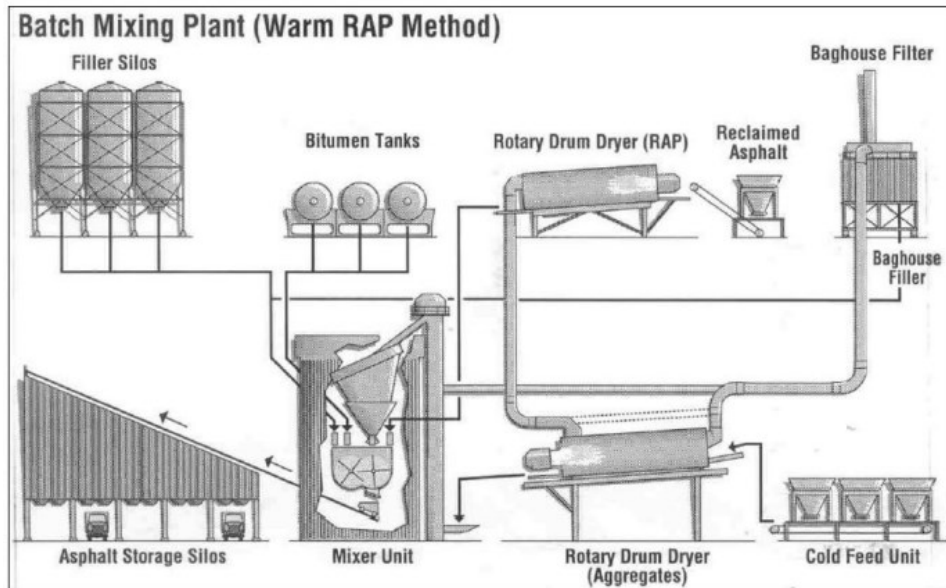 Batch Mixing Plant (Warm RAP Method)
Filler Silos
Bitumen Tanks
Rotary Drum Dryer (RAP)
Reclaimed
Asphalt
Baghouse Filter
Baghouse
Filler
Asphalt Storage Silos
Mixer Unit
Rotary Drum Dryer
(Aggregates)
Cold Feed Unit